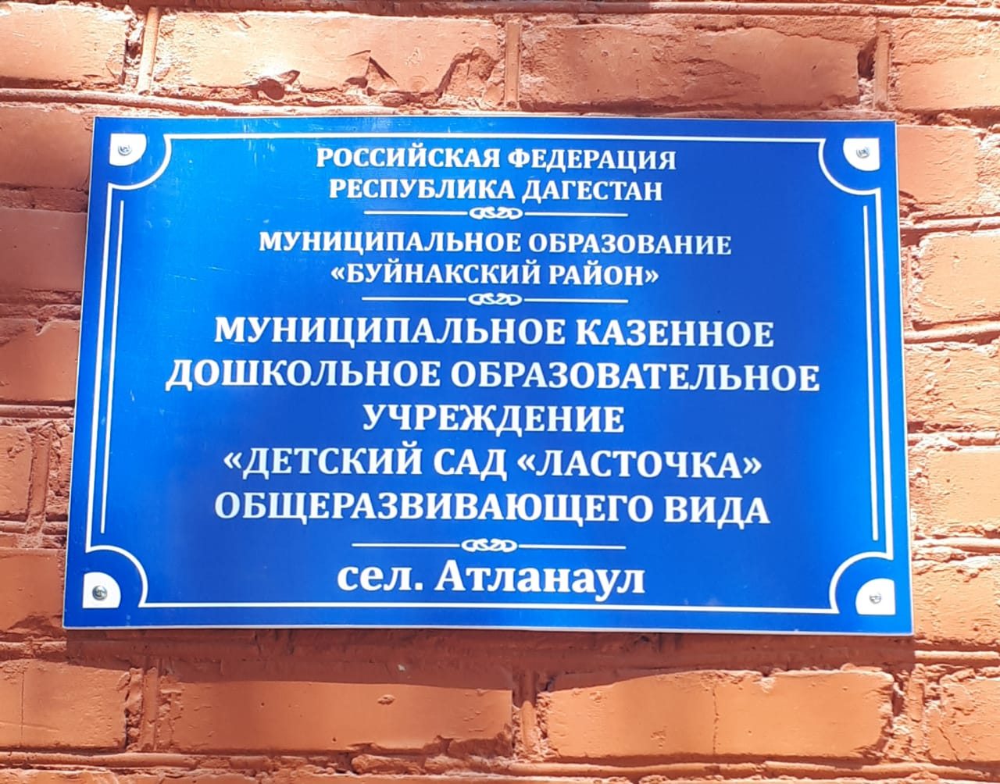 РОССИЙСКАЯ ФЕДЕРАЦИЯ
РЕСПУБЛИКА ДАГЕСТАН
МУНИЦИПАЛЬНОЕ ОБРАЗОВАНИЕ
«БУЙНАКСКИЙ РАЙОН»
МУНИЦИПАЛЬНОЕ КАЗЕННОЕ
ДОШКОЛЬНОЕ ОБРАЗОВАТЕЛЬНОЕ
УЧРЕЖДЕНИЕ
«ДЕТСКИЙ САД «ЛАСТОЧКА»
ОБЩЕРАЗВИВАЮЩЕГО ВИДА
сел. Атланаул